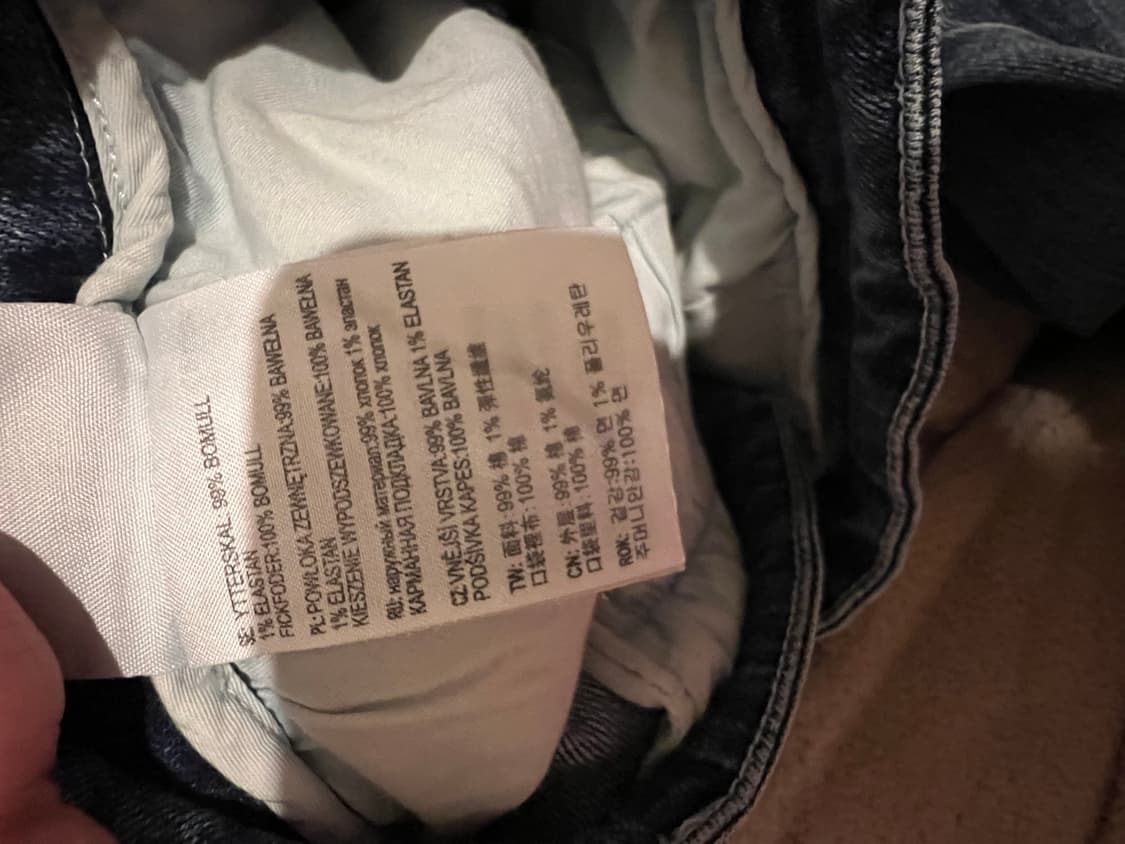 SE: YTTERSKAL 99% BOMULL
1% ELASTAN
FICKFODER:100% BOMULL
PL:POWŁOKA ZEWNĘTRZNA:99% BAWEŁNA
1% ELASTAN
KIESZENIE WYPODSZEWKOWANE:100% BAWEŁNA
RU: наружный материал:99% хлопок 1% эластан
КАРМАННАЯ ПОДКЛАДКА:100% хлопок
CZ:VNĚJŠÍ VRSTVA:99% BAVLNA 1% ELASTAN
PODŠÍVKA KAPES:100% BAVLNA
TW: 面料:99% 棉 1% 彈性纖維
口袋裡布: 100% 棉
CN: 外层:99% 棉 1% 氨纶
口袋里料: 100% 棉
ROK: 겉감:99% 면 1% 폴리우레탄
주머니안감:100% 면